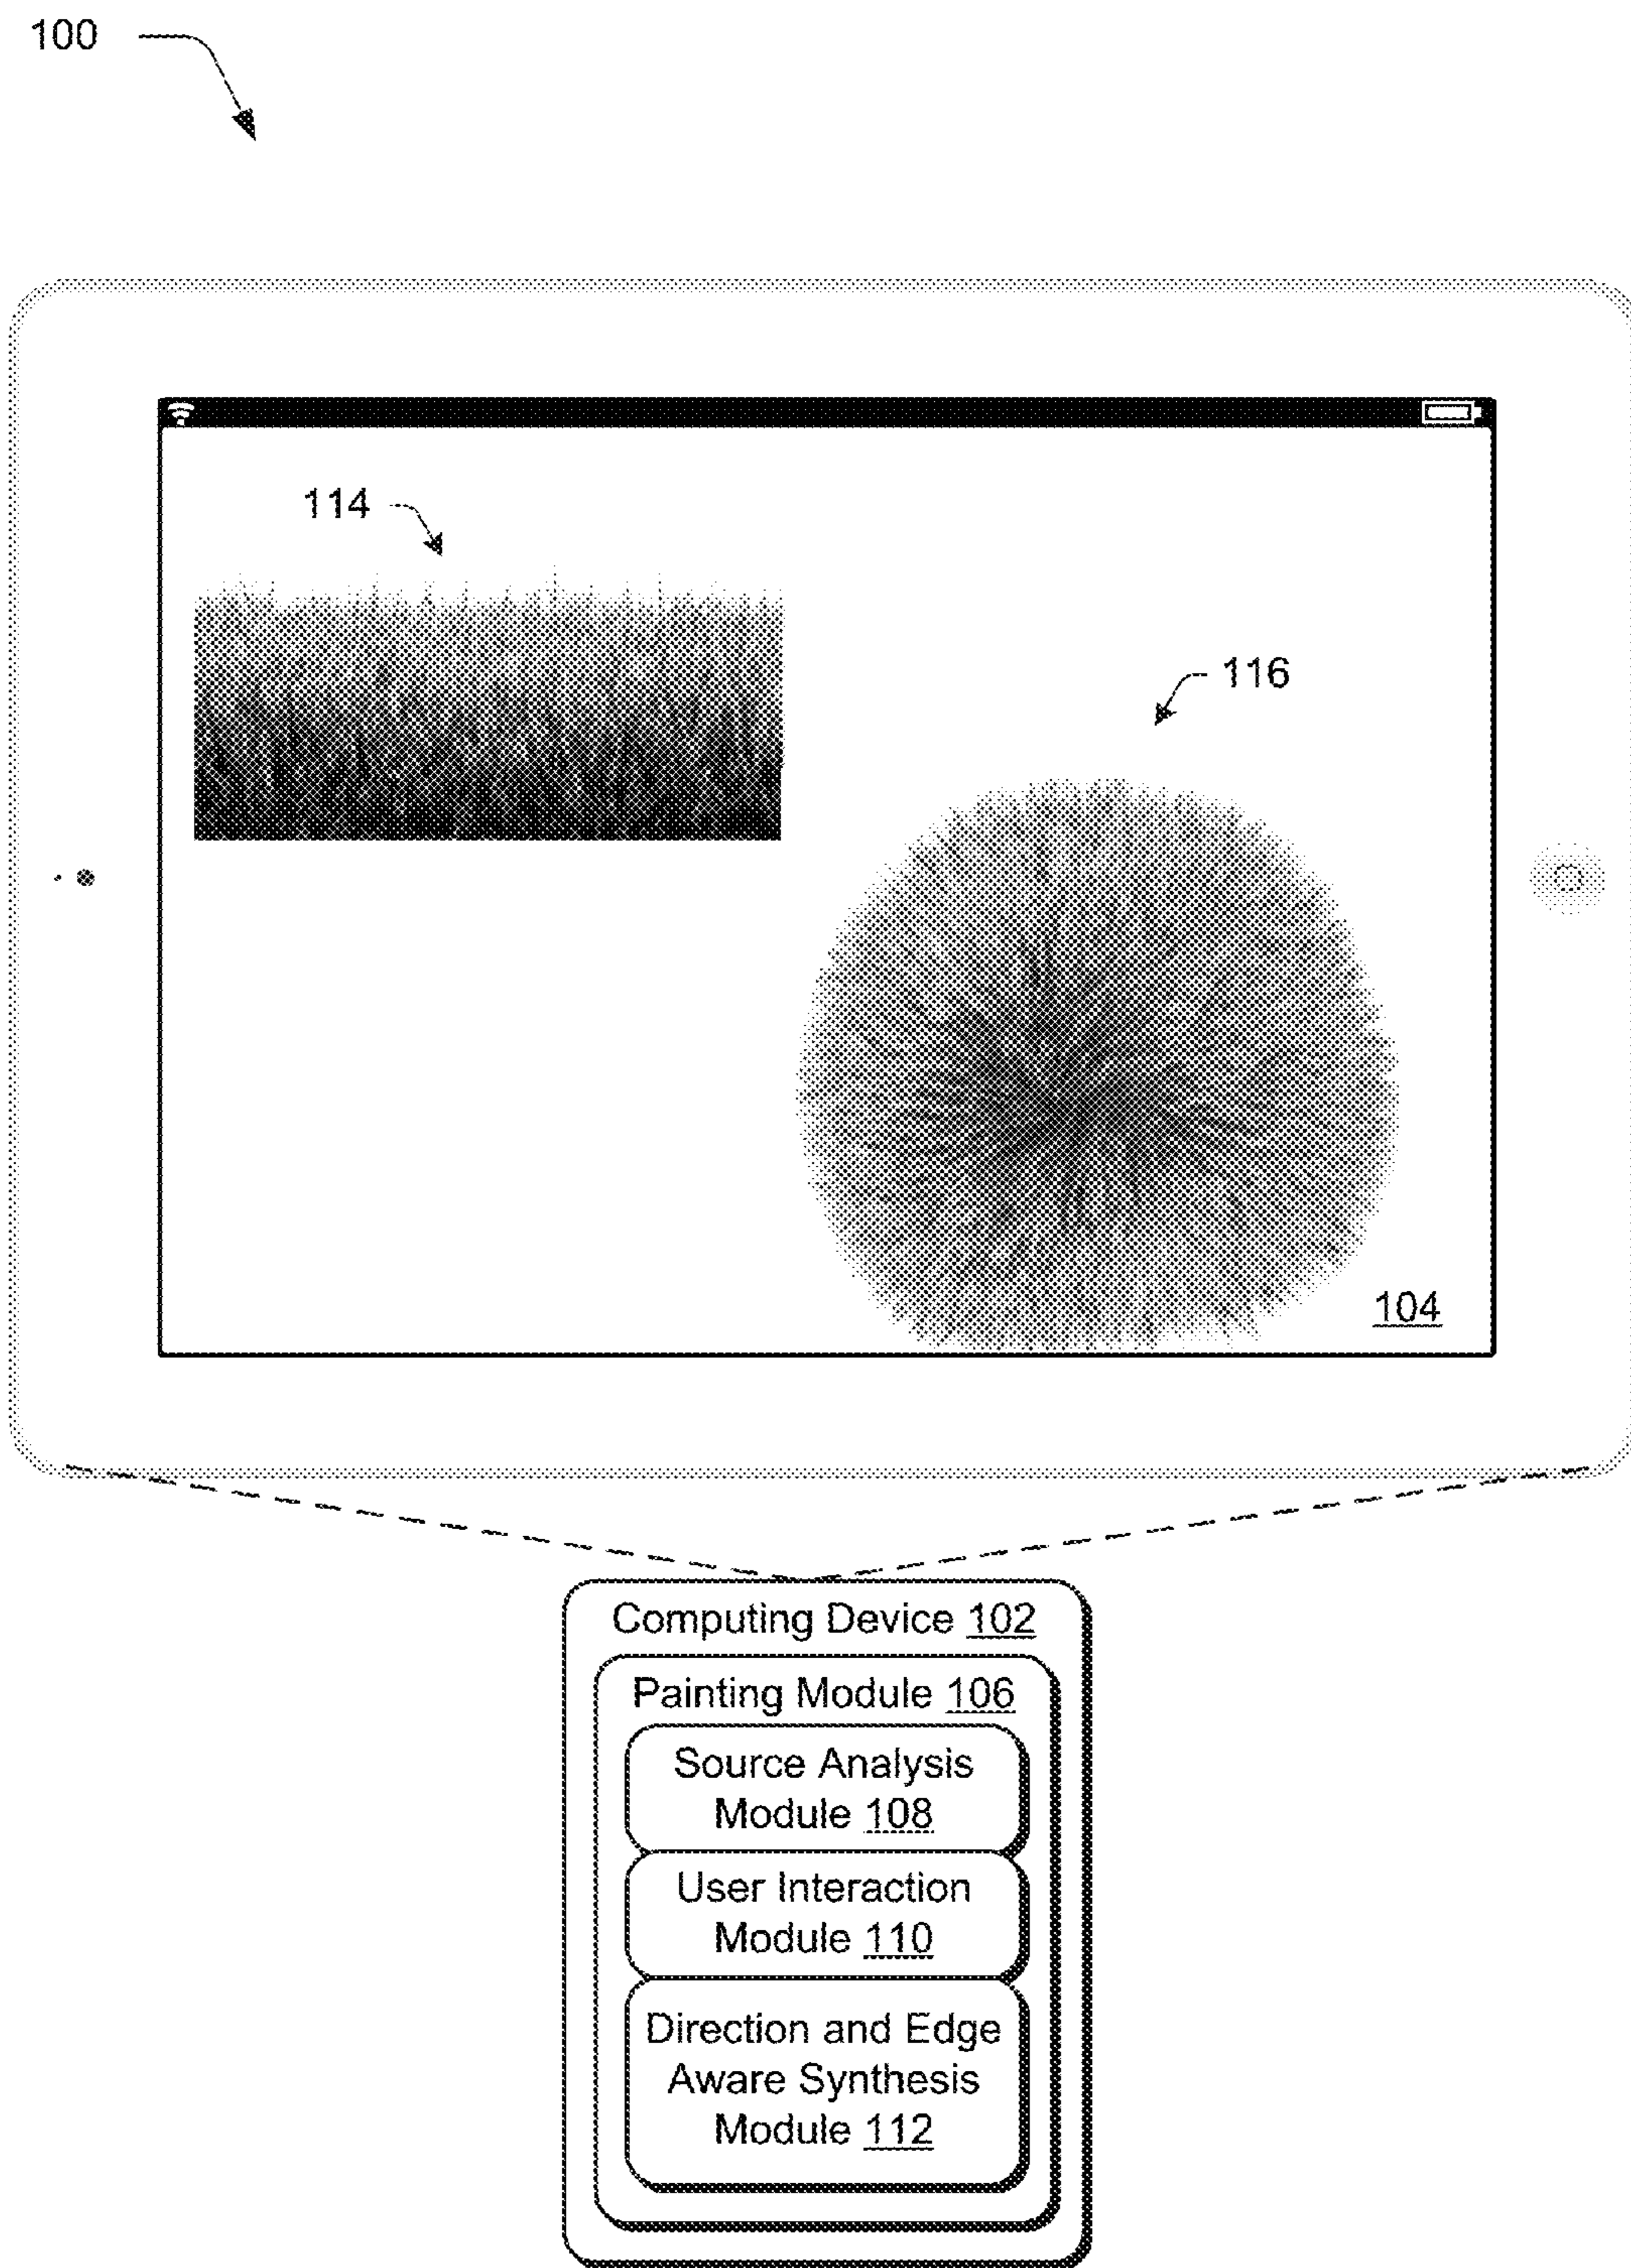 100
114
116
104
Computing Device 102
Painting Module 106
Source Analysis
Module 108
User Interaction
Module 110
Direction and Edge
Aware Synthesis
Module 112